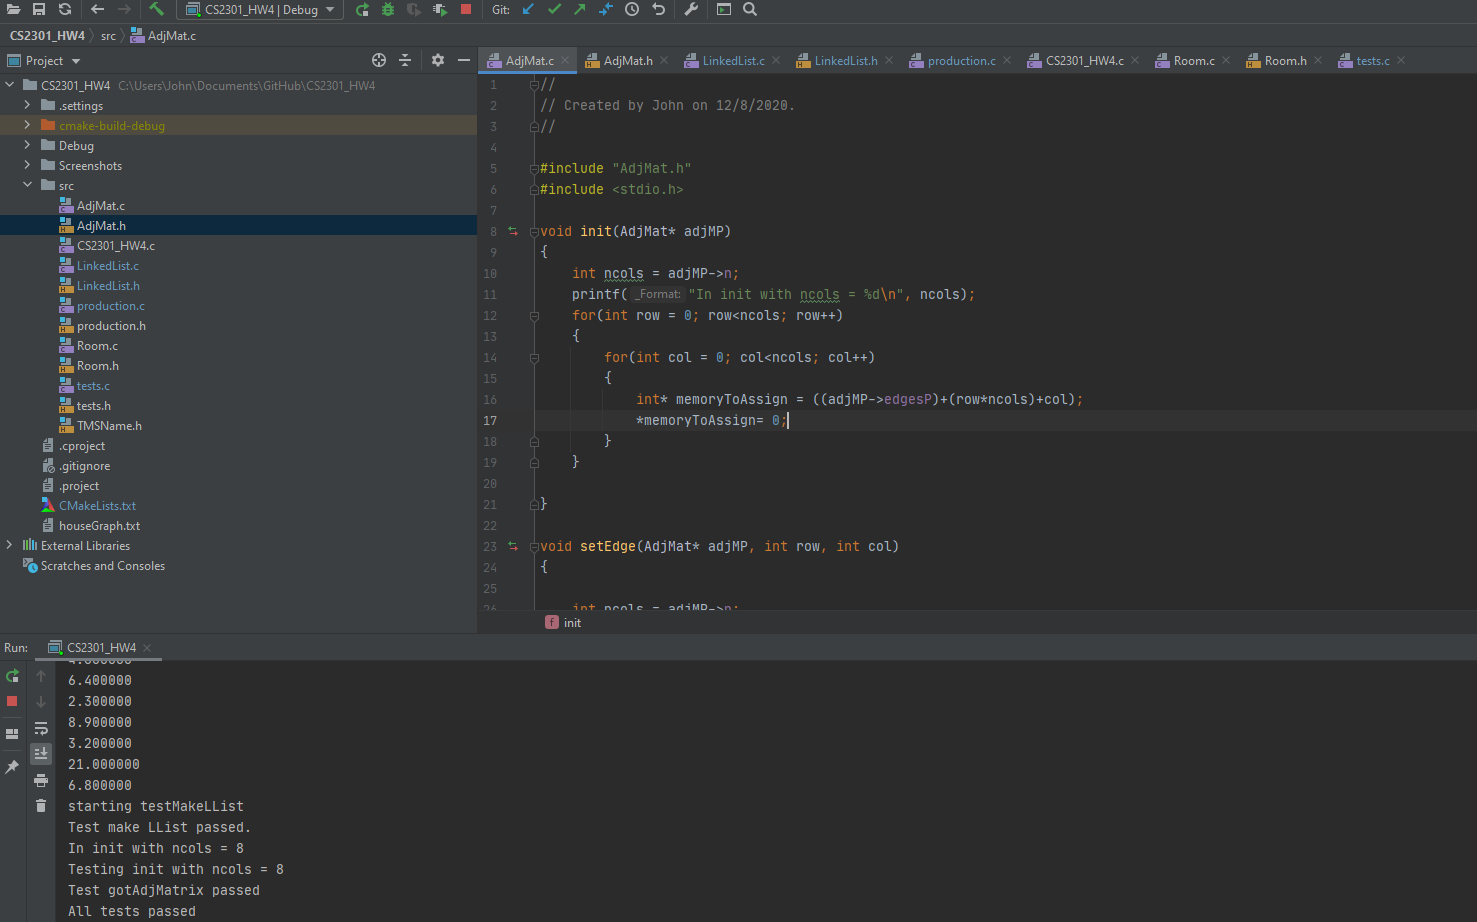 CS2301_HW4 | Debug
Git:
CS2301_HW4 src AdjMat.c
Project
AdjMat.c AdjMat.h LinkedList.c LinkedList.h production.c CS2301_HW4.c Room.c Room.h tests.c
CS2301_HW4 C:\Users\John\Documents\GitHub\CS2301_HW4
.settings
cmake-build-debug
Debug
Screenshots
src
AdjMat.c
AdjMat.h
CS2301_HW4.c
LinkedList.c
LinkedList.h
production.c
production.h
Room.c
Room.h
tests.c
tests.h
TMSName.h
.cproject
.gitignore
.project
CMakeLists.txt
houseGraph.txt
External Libraries
Scratches and Consoles
1 //
2 // Created by John on 12/8/2020.
3 //
4
5 #include "AdjMat.h"
6 #include <stdio.h>
7
8 void init(AdjMat* adjMP)
9 {
10 int ncols = adjMP->n;
11 printf( _Format: "In init with ncols = %d\n", ncols);
12 for(int row = 0; row<ncols; row++)
13 {
14 for(int col = 0; col<ncols; col++)
15 {
16 int* memoryToAssign = ((adjMP->edgesP)+(row*ncols)+col);
17 *memoryToAssign= 0;
18 }
19 }
20
21 }
22
23 void setEdge(AdjMat* adjMP, int row, int col)
24 {
25
26 int ncols = adjMP->n;
f init
Run: CS2301_HW4
6.400000
2.300000
8.900000
3.200000
21.000000
6.800000
starting testMakeLList
Test make LList passed.
In init with ncols = 8
Testing init with ncols = 8
Test gotAdjMatrix passed
All tests passed